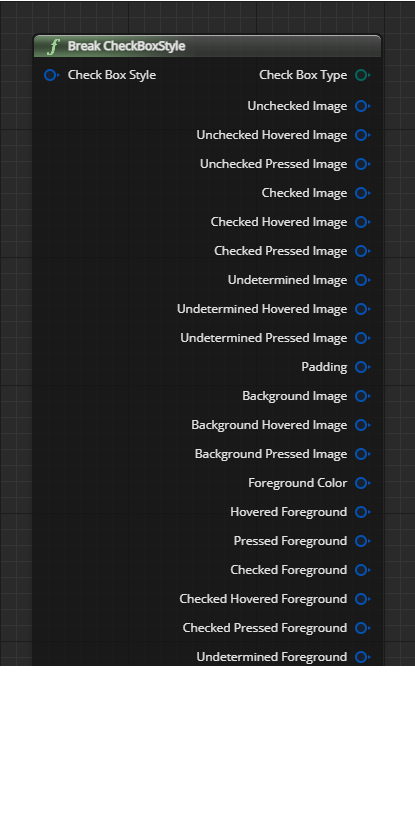 f Break CheckBoxStyle
Check Box Style Check Box Type
Unchecked Image
Unchecked Hovered Image
Unchecked Pressed Image
Checked Image
Checked Hovered Image
Checked Pressed Image
Undetermined Image
Undetermined Hovered Image
Undetermined Pressed Image
Padding
Background Image
Background Hovered Image
Background Pressed Image
Foreground Color
Hovered Foreground
Pressed Foreground
Checked Foreground
Checked Hovered Foreground
Checked Pressed Foreground
Undetermined Foreground